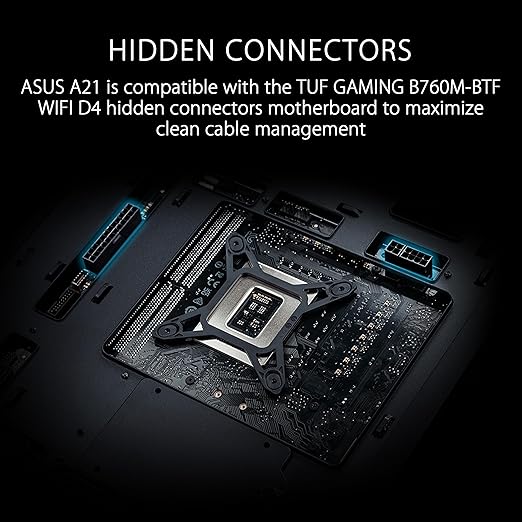 HIDDEN CONNECTORS
ASUS A21 is compatible with the TUF GAMING B760M-BTF
WIFI D4 hidden connectors motherboard to maximize
clean cable management